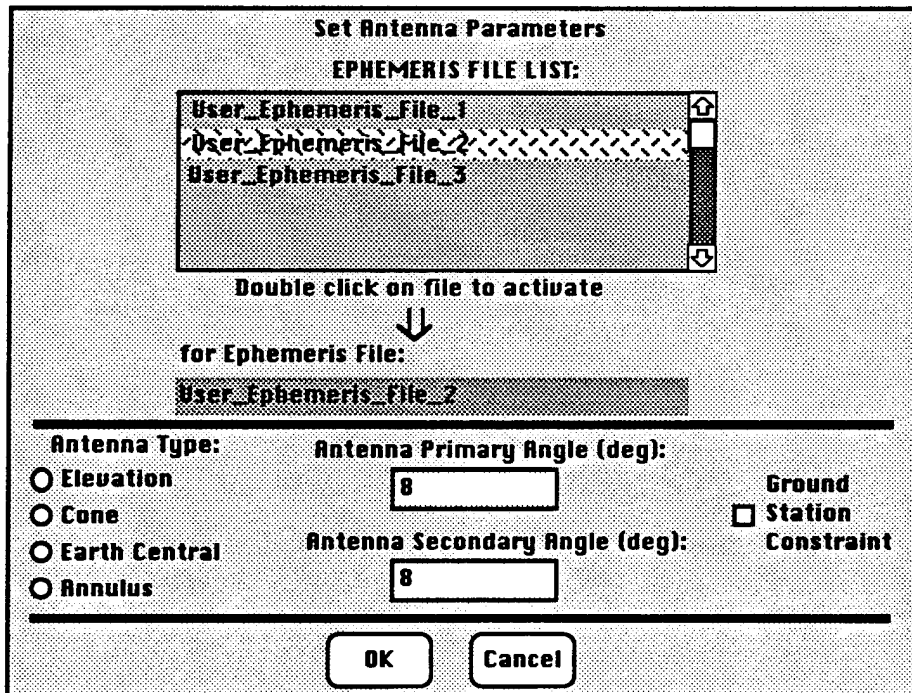 Set Antenna Parameters
EPHEMERIS FILE LIST:
User_Ephemeris_File_1
User_Ephemeris_File_2
User_Ephemeris_File_3
Double click on file to activate
for Ephemeris File:
User_Ephemeris_File_2
Antenna Type:
Elevation
Cone
Earth Central
Annulus
Antenna Primary Angle (deg):
8
Antenna Secondary Angle (deg):
8
Ground
Station
Constraint
OK
Cancel